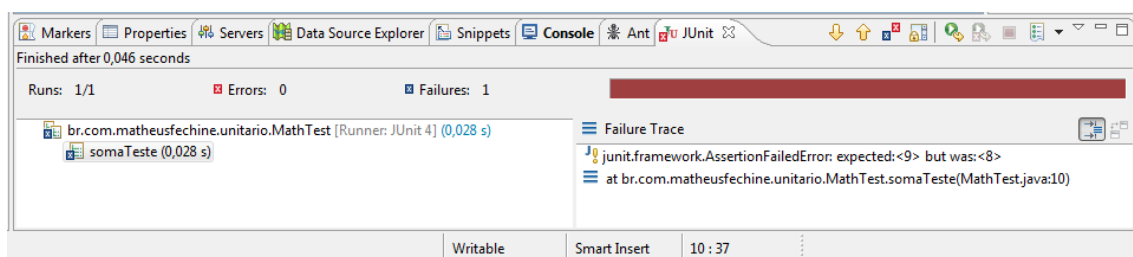 Markers Properties Servers Data Source Explorer Snippets Console Ant JUnit
Finished after 0,046 seconds
Runs: 1/1 Errors: 0 Failures: 1
br.com.matheusfechine.unitario.MathTest [Runner: JUnit 4] (0,028 s)
somaTeste (0,028 s)
Failure Trace
junit.framework.AssertionFailedError: expected:<9> but was:<8>
at br.com.matheusfechine.unitario.MathTest.somaTeste(MathTest.java:10)
Writable Smart Insert 10 : 37